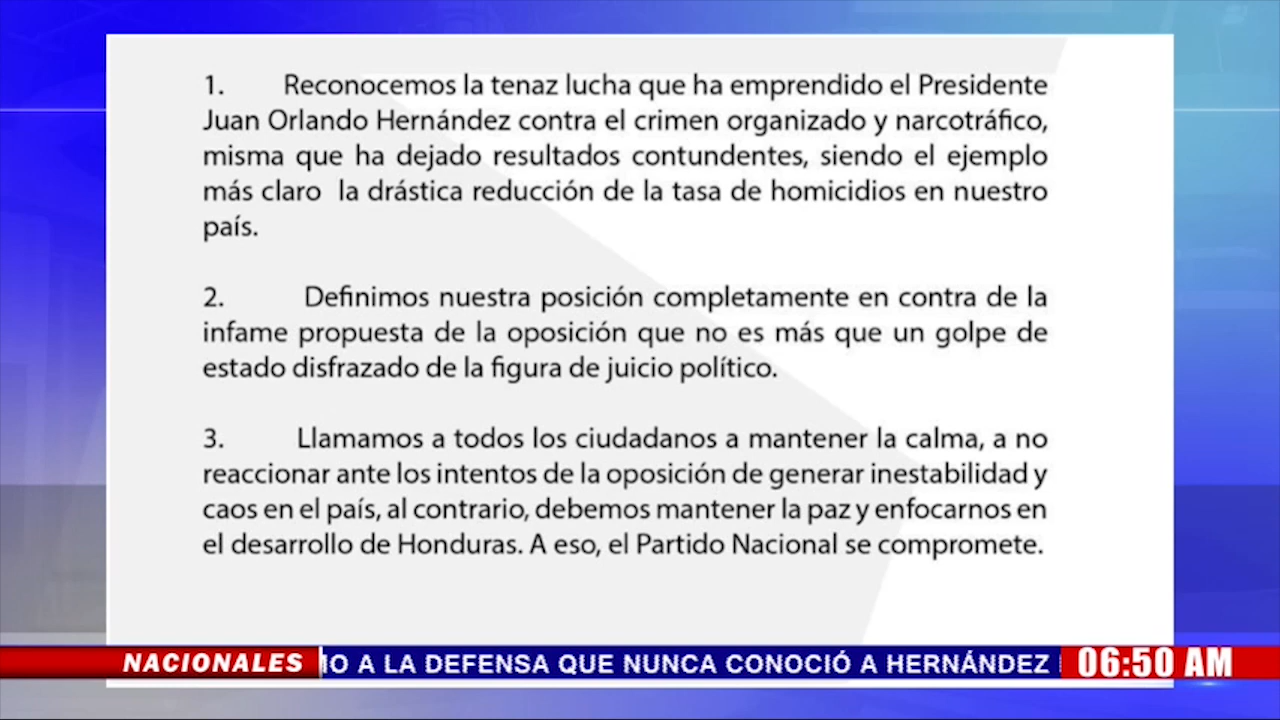 1. Reconocemos la tenaz lucha que ha emprendido el Presidente
Juan Orlando Hernández contra el crimen organizado y narcotráfico,
misma que ha dejado resultados contundentes, siendo el ejemplo
más claro la drástica reducción de la tasa de homicidios en nuestro
país.
2. Definimos nuestra posición completamente en contra de la
infame propuesta de la oposición que no es más que un golpe de
estado disfrazado de la figura de juicio político.
3. Llamamos a todos los ciudadanos a mantener la calma, a no
reaccionar ante los intentos de la oposición de generar inestabilidad y
caos en el país, al contrario, debemos mantener la paz y enfocarnos en
el desarrollo de Honduras. A eso, el Partido Nacional se compromete.
NACIONALES
A LA DEFENSA QUE NUNCA CONOCIÓ A HERNÁNDEZ
06:50 AM